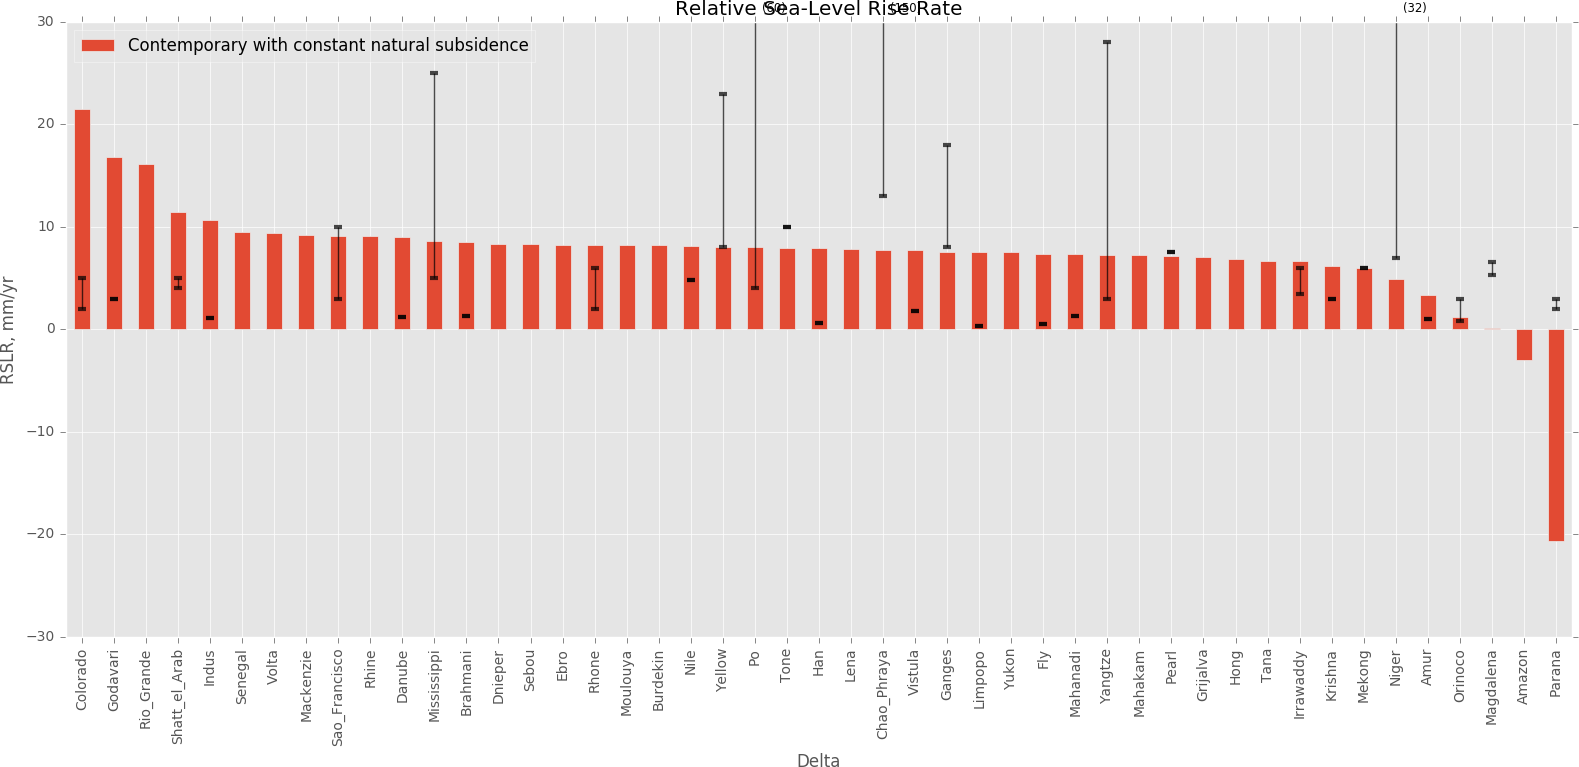 Relative Sea-Level Rise Rate
(60)
(150)
(32)
Contemporary with constant natural subsidence
30
20
10
0
−10
−20
−30
RSLR, mm/yr
Colorado
Godavari
Rio_Grande
Shatt_el_Arab
Indus
Senegal
Volta
Mackenzie
Sao_Francisco
Rhine
Danube
Mississippi
Brahmani
Dnieper
Sebou
Ebro
Rhone
Moulouya
Burdekin
Nile
Yellow
Po
Tone
Han
Lena
Chao_Phraya
Vistula
Ganges
Limpopo
Yukon
Fly
Mahanadi
Yangtze
Mahakam
Pearl
Grijalva
Hong
Tana
Irrawaddy
Krishna
Mekong
Niger
Amur
Orinoco
Magdalena
Amazon
Parana
Delta